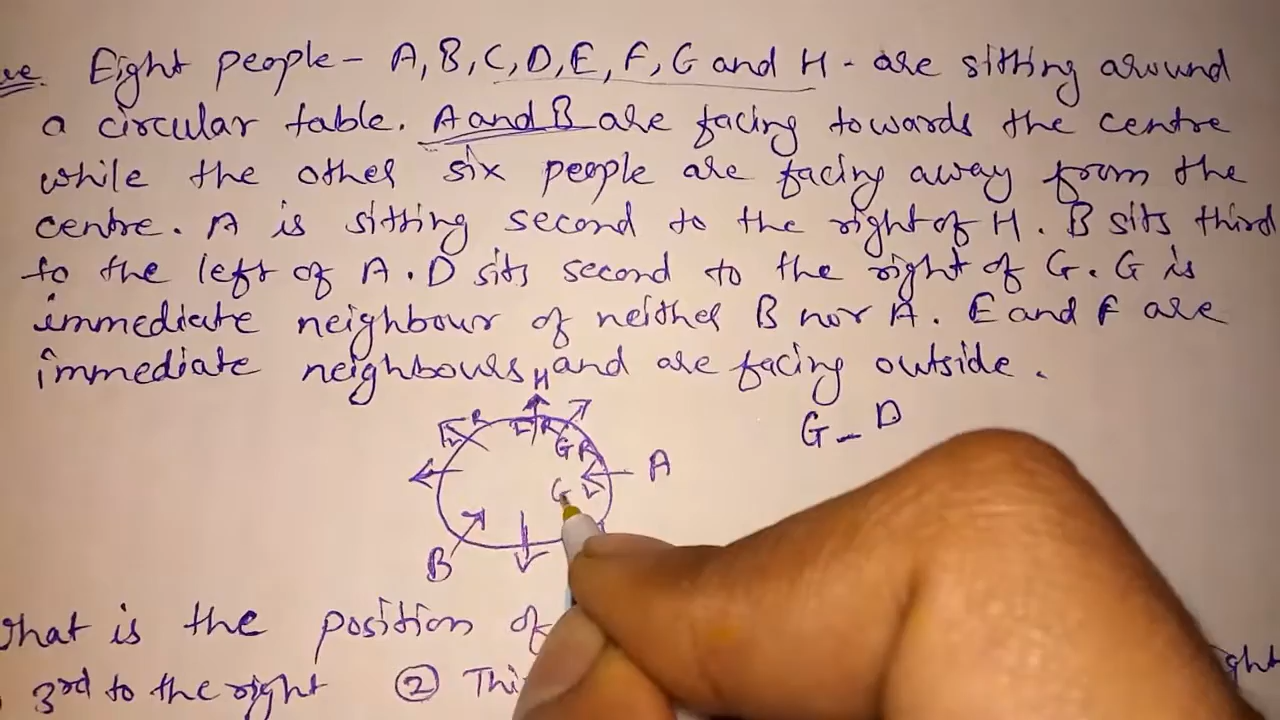 Eight people - A, B, C, D, E, F, G and H - are sitting around
a circular table. A and B are facing towards the centre
while the other six people are facing away from the
centre. A is sitting second to the right of H. B sits third
to the left of A. D sits second to the right of G. G is
immediate neighbour of neither B nor A. E and F are
immediate neighbours and are facing outside.
H
G _ D
R L R
G R
A
L
G
B
What is the position of
3rd to the right ②